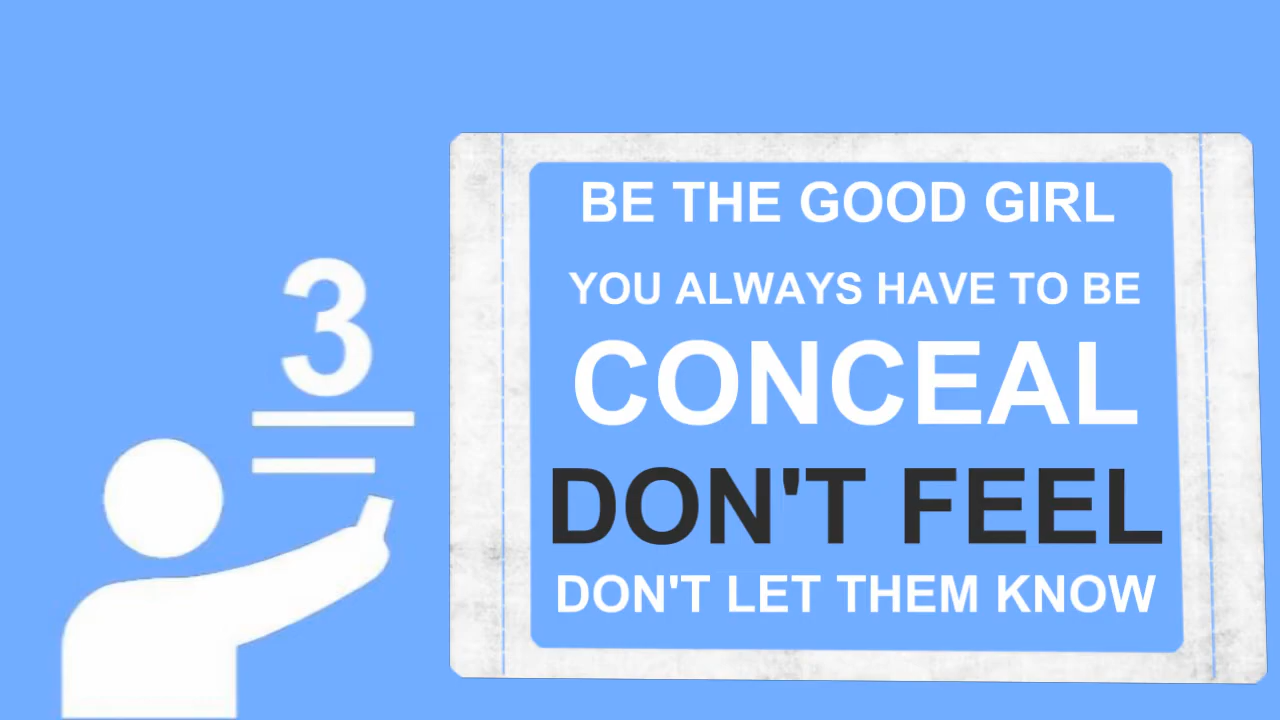 3
BE THE GOOD GIRL
YOU ALWAYS HAVE TO BE
CONCEAL
DON'T FEEL
DON'T LET THEM KNOW